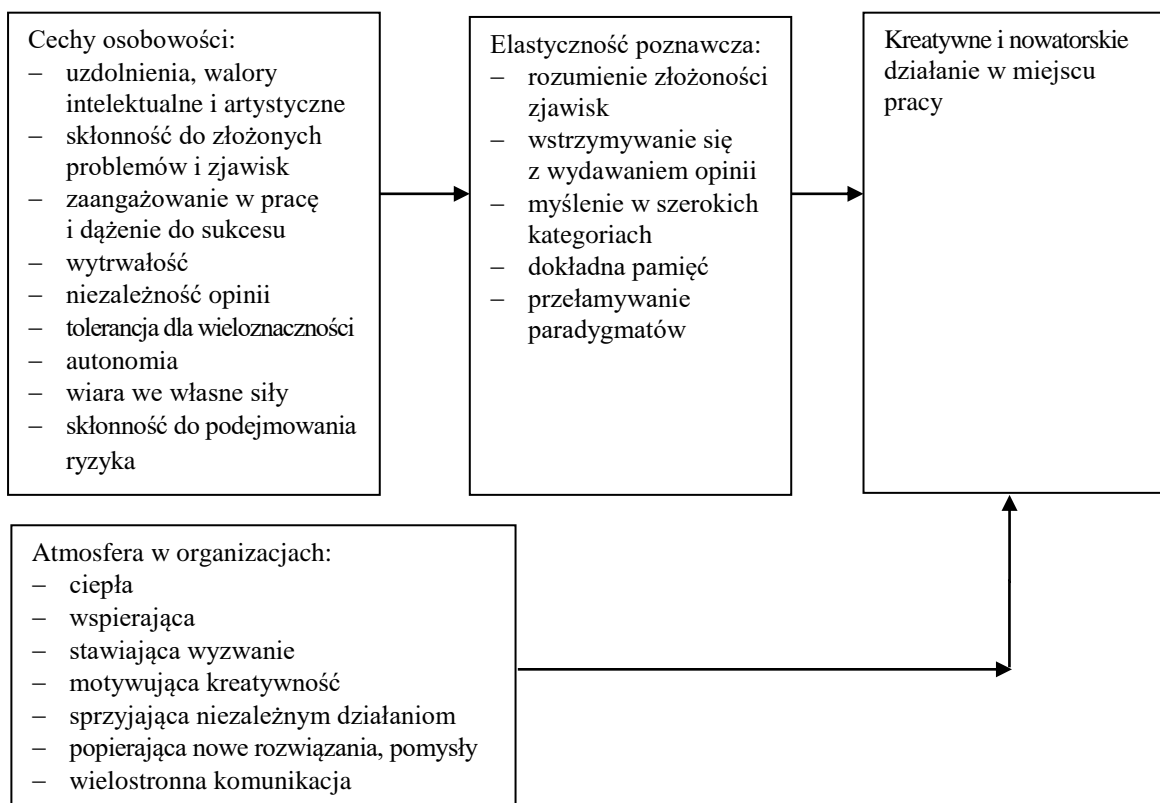 Cechy osobowości:
– uzdolnienia, walory
intelektualne i artystyczne
– skłonność do złożonych
problemów i zjawisk
– zaangażowanie w pracę
i dążenie do sukcesu
– wytrwałość
– niezależność opinii
– tolerancja dla wieloznaczności
– autonomia
– wiara we własne siły
– skłonność do podejmowania
ryzyka
Elastyczność poznawcza:
– rozumienie złożoności
zjawisk
– wstrzymywanie się
z wydawaniem opinii
– myślenie w szerokich
kategoriach
– dokładna pamięć
– przełamywanie
paradygmatów
Kreatywne i nowatorskie
działanie w miejscu
pracy
Atmosfera w organizacjach:
– ciepła
– wspierająca
– stawiająca wyzwanie
– motywująca kreatywność
– sprzyjająca niezależnym działaniom
– popierająca nowe rozwiązania, pomysły
– wielostronna komunikacja